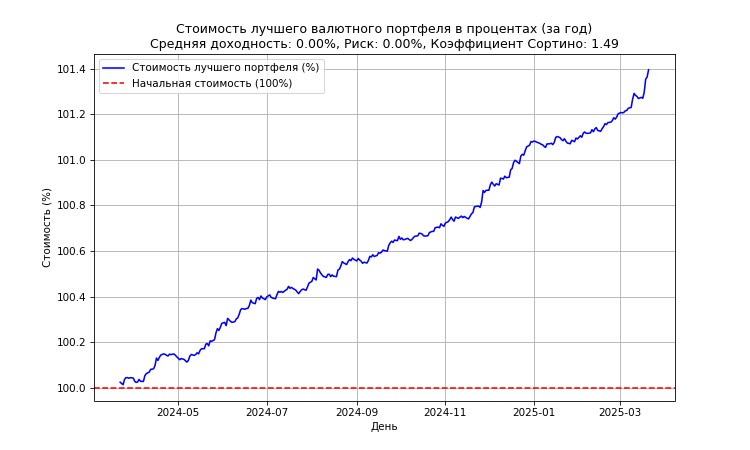 Стоимость лучшего валютного портфеля в процентах (за год)
Средняя доходность: 0.00%, Риск: 0.00%, Коэффициент Сортино: 1.49
Стоимость лучшего портфеля (%)
Начальная стоимость (100%)
Стоимость (%)
101.4
101.2
101.0
100.8
100.6
100.4
100.2
100.0
2024-05
2024-07
2024-09
2024-11
2025-01
2025-03
День